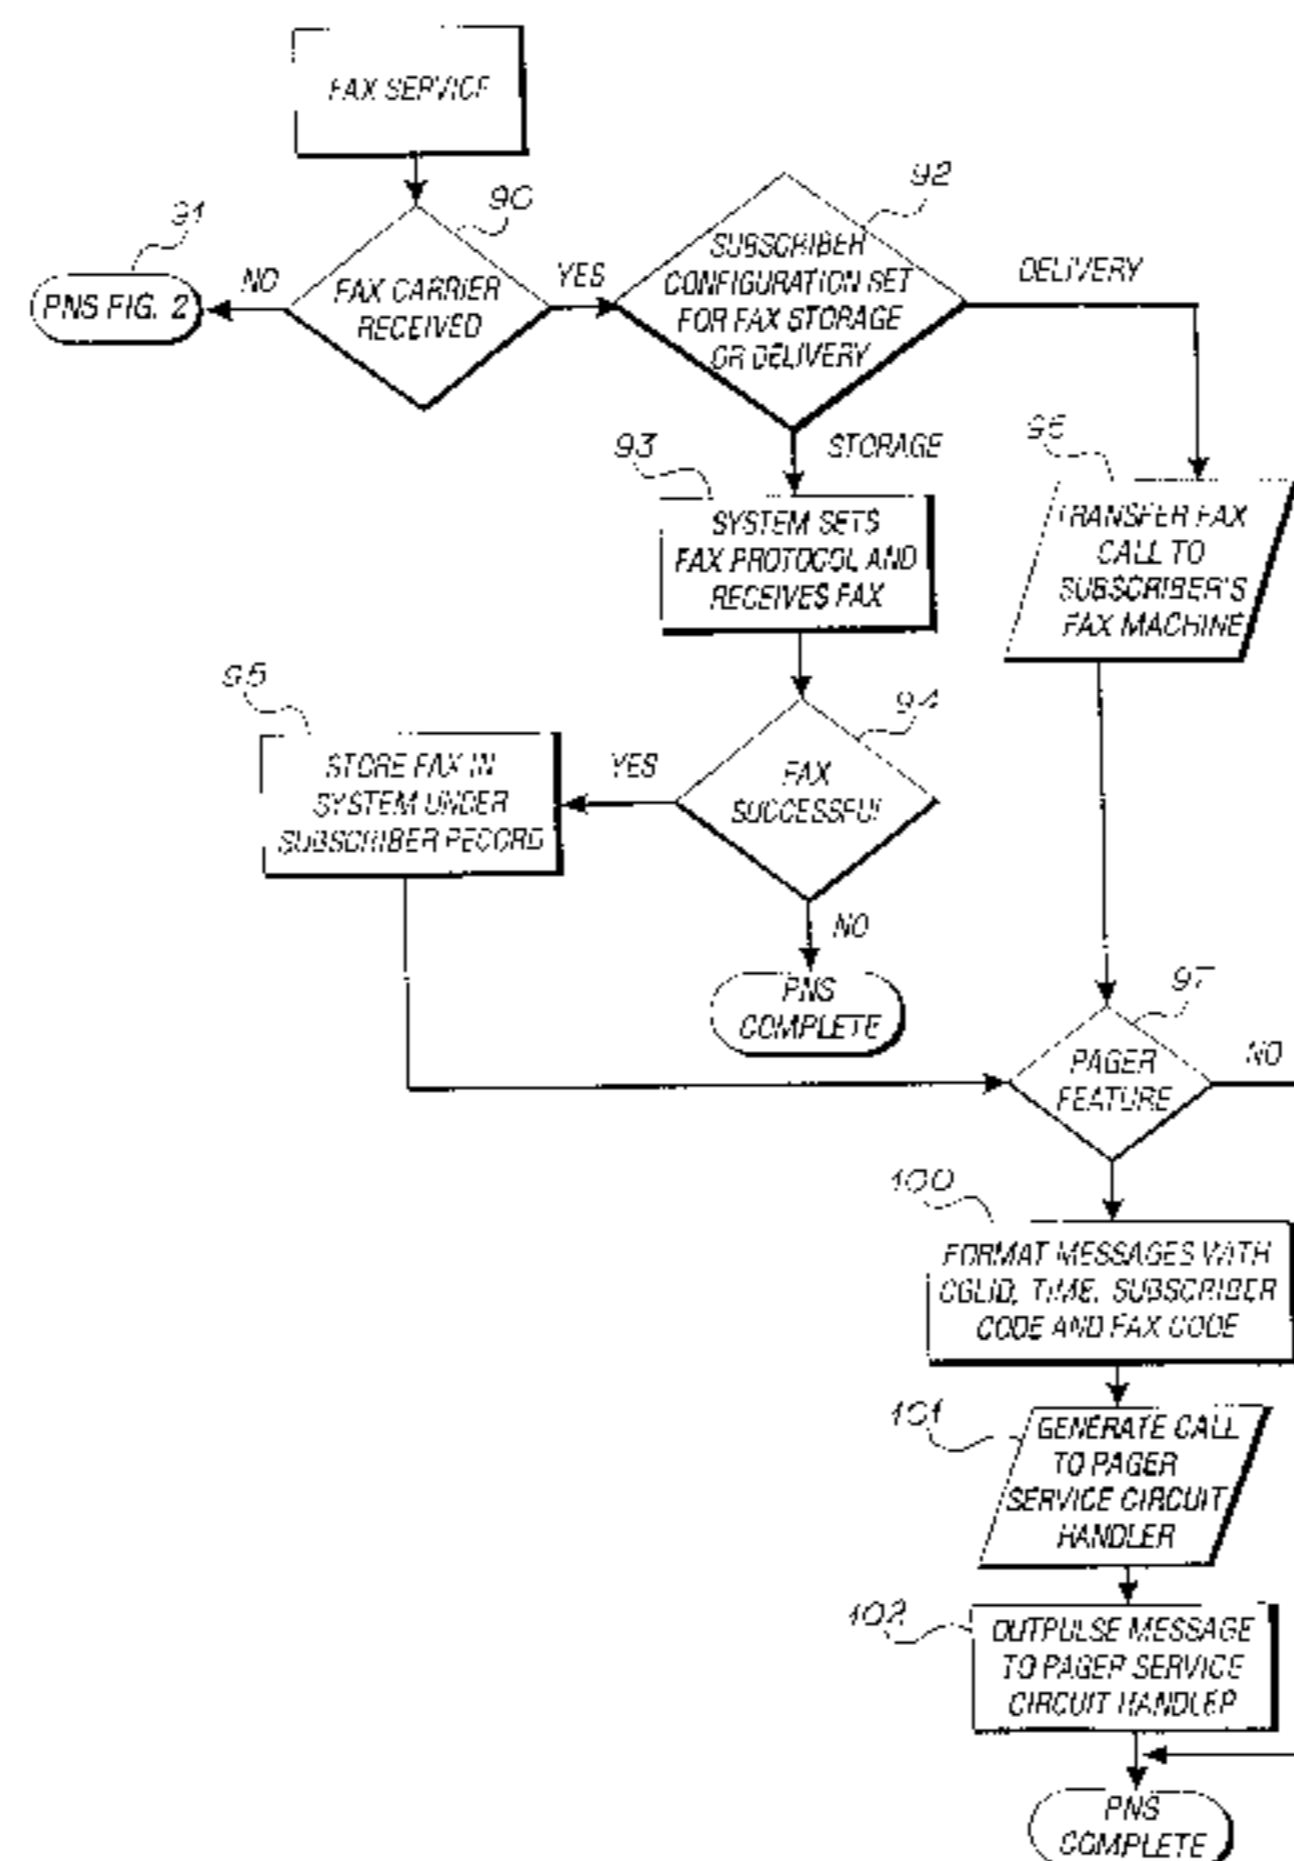 FAX SERVICE
90
91
NO
PNS FIG. 2
FAX CARRIER
RECEIVED
YES
92
SUBSCRIBER
CONFIGURATION SET
FOR FAX STORAGE
OR DELIVERY
DELIVERY
STORAGE
93
SYSTEM SETS
FAX PROTOCOL AND
RECEIVES FAX
96
TRANSFER FAX
CALL TO
SUBSCRIBER'S
FAX MACHINE
94
FAX
SUCCESSFUL
YES
95
STORE FAX IN
SYSTEM UNDER
SUBSCRIBER RECORD
NO
PNS
COMPLETE
97
PAGER
FEATURE
NO
100
FORMAT MESSAGES WITH
CGLID, TIME, SUBSCRIBER
CODE AND FAX CODE
101
GENERATE CALL
TO PAGER
SERVICE CIRCUIT
HANDLER
102
OUTPULSE MESSAGE
TO PAGER SERVICE
CIRCUIT HANDLER
PNS
COMPLETE